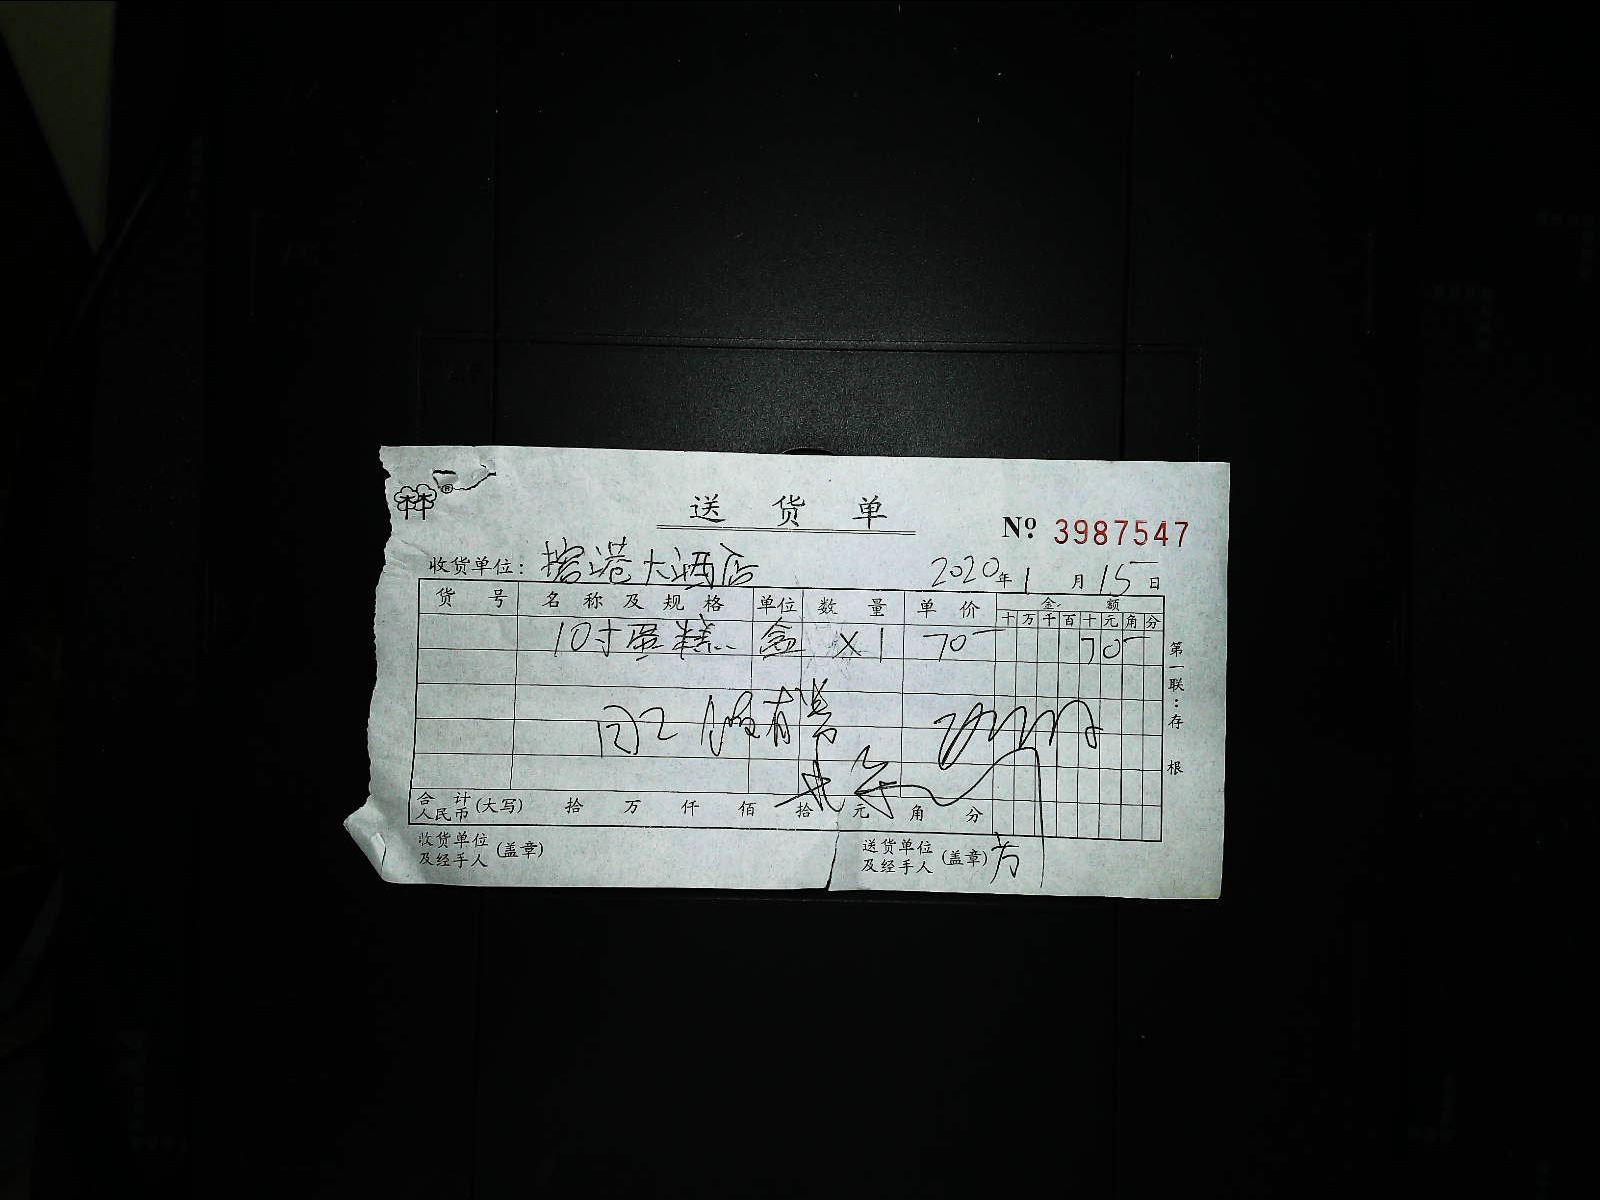 送 货 单
№ 3987547
收货单位： 大酒店 2020年1月15日
货 号 名 称 及 规 格 单位 数 量 单 价 金 额
十 万 千 百 十 元 角 分
10寸蛋糕 盒 X1 70- 70-
第一联：存根
合 计 人民币 (大写) 拾 万 仟 佰 拾 元 角 分
收货单位 及经手人 (盖章)
送货单位 及经手人 (盖章)